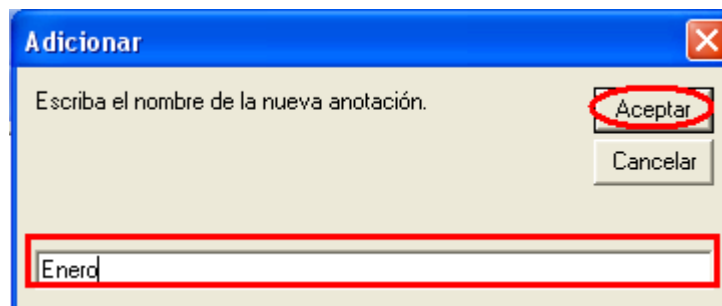 Adicionar
Escriba el nombre de la nueva anotación.
Aceptar
Cancelar
Enero